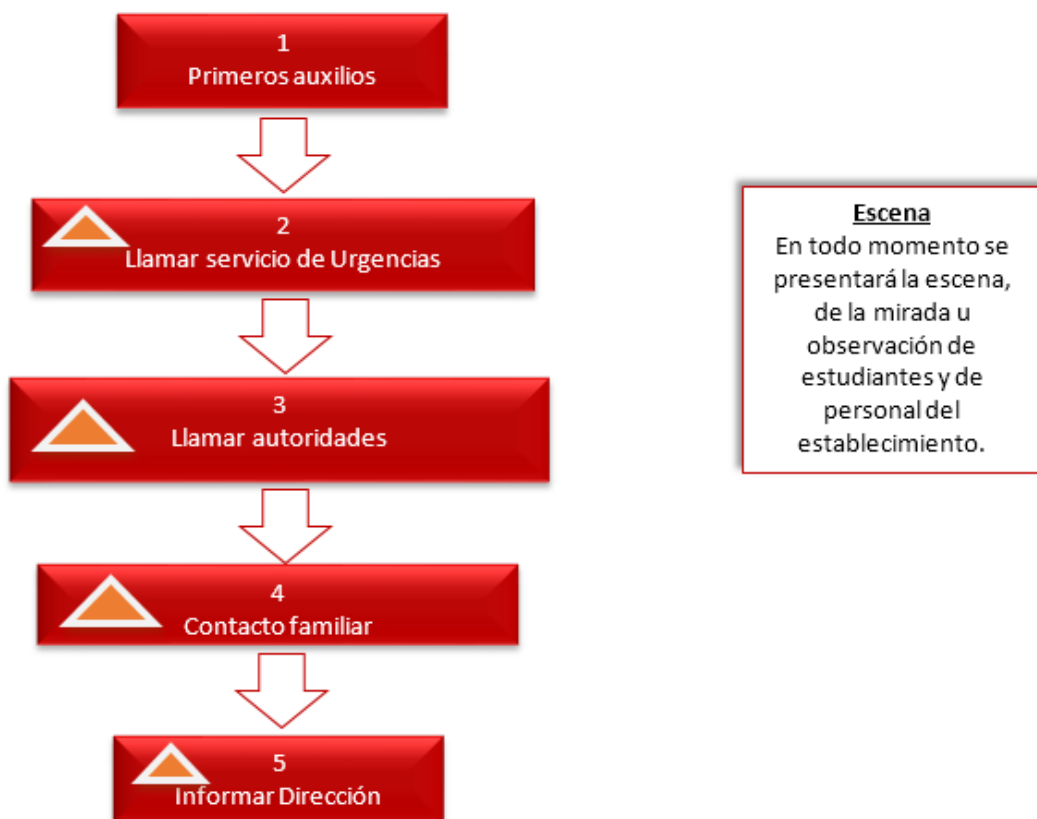 1
Primeros auxilios
2
Llamar servicio de Urgencias
3
Llamar autoridades
4
Contacto familiar
5
Informar Dirección
Escena
En todo momento se
presentará la escena,
de la mirada u
observación de
estudiantes y de
personal del
establecimiento.